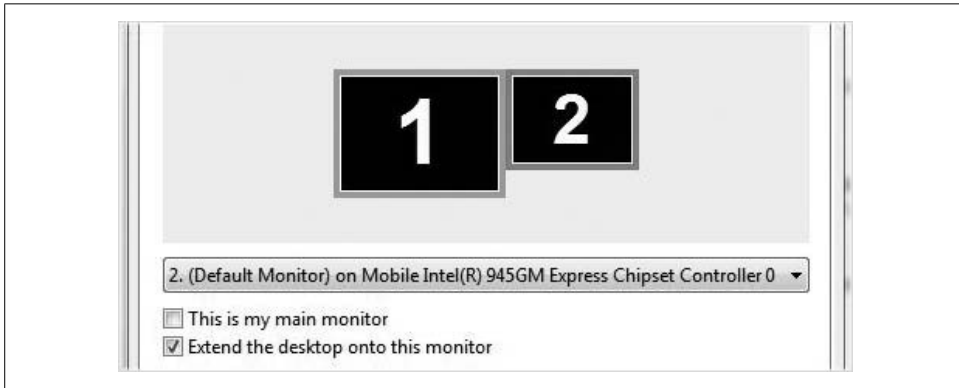 1 2
2. (Default Monitor) on Mobile Intel(R) 945GM Express Chipset Controller 0
This is my main monitor
Extend the desktop onto this monitor